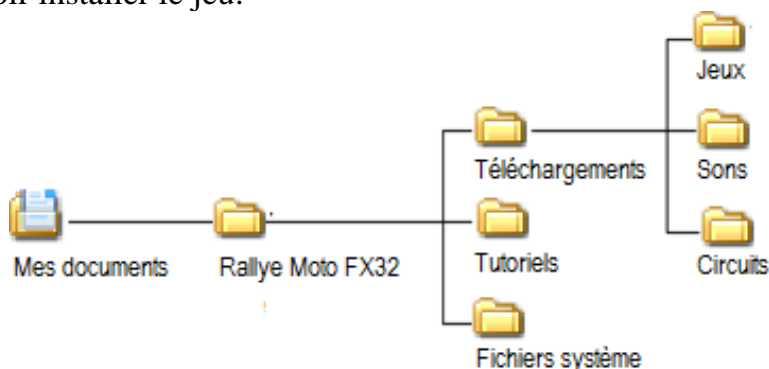 installer le jeu.
Jeux
Téléchargements
Sons
Mes documents
Rallye Moto FX32
Tutoriels
Circuits
Fichiers système